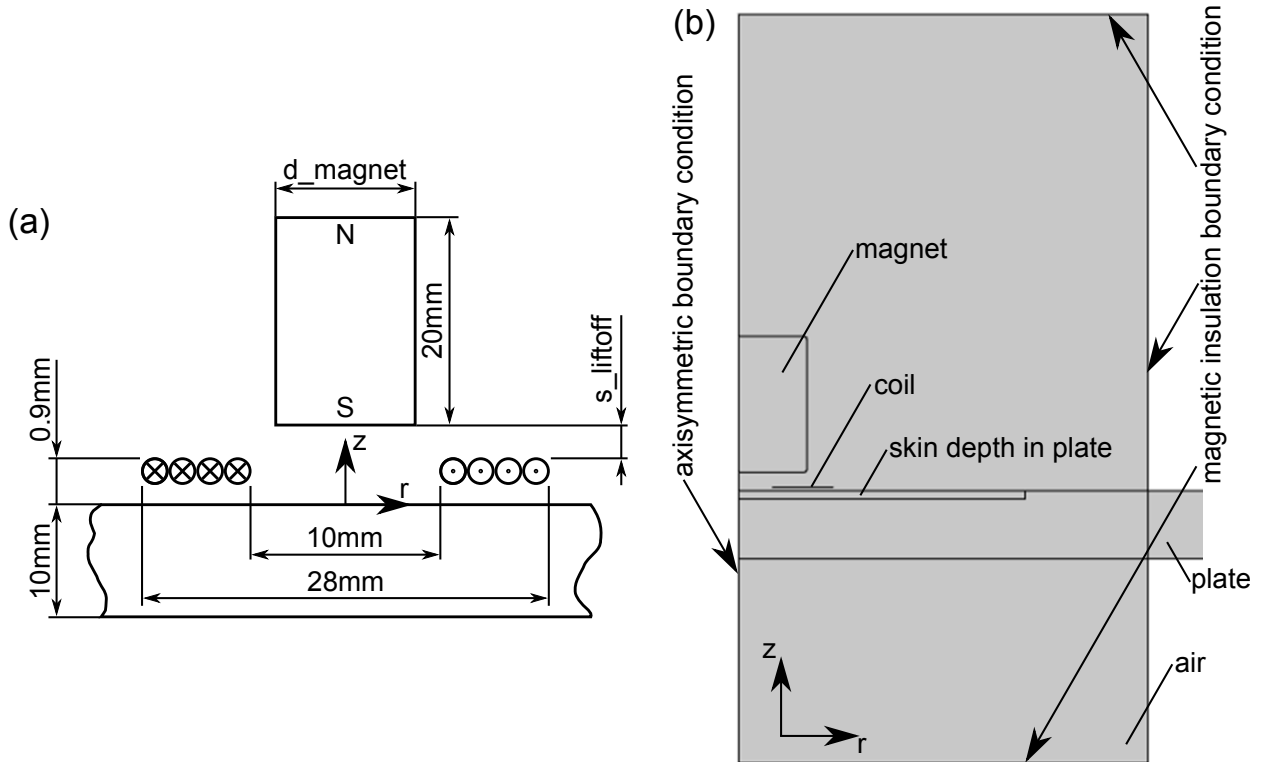 (a)
d_magnet
N
20mm
S
s_liftoff
0.9mm
z
r
10mm
10mm
28mm
(b)
axisymmetric boundary condition
magnetic insulation boundary condition
magnet
coil
skin depth in plate
plate
air
z
r